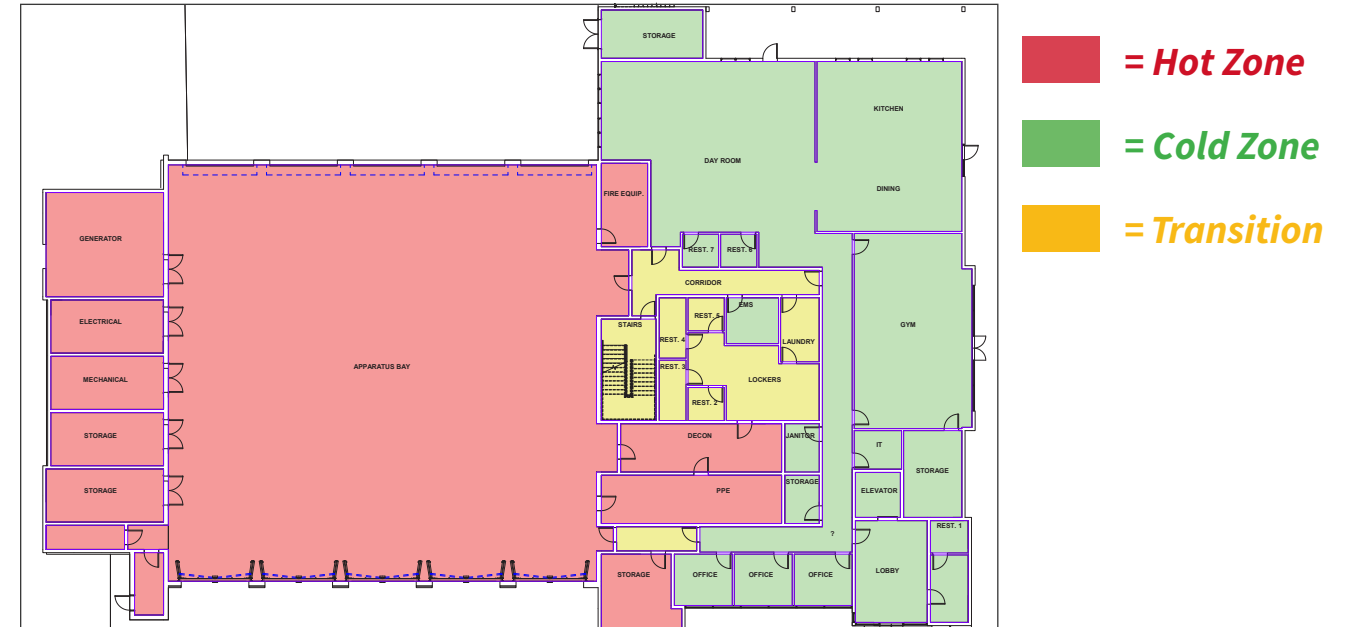 STORAGE
= Hot Zone
KITCHEN
= Cold Zone
DAY ROOM
DINING
FIRE EQUIP.
= Transition
GENERATOR
REST. 7
REST. 6
CORRIDOR
EMS
REST. 5
ELECTRICAL
STAIRS
GYM
REST. 4
LAUNDRY
APPARATUS BAY
REST. 3
MECHANICAL
LOCKERS
REST. 2
STORAGE
DECON
JANITOR
IT
STORAGE
STORAGE
STORAGE
PPE
ELEVATOR
REST. 1
?
STORAGE
OFFICE
OFFICE
OFFICE
LOBBY